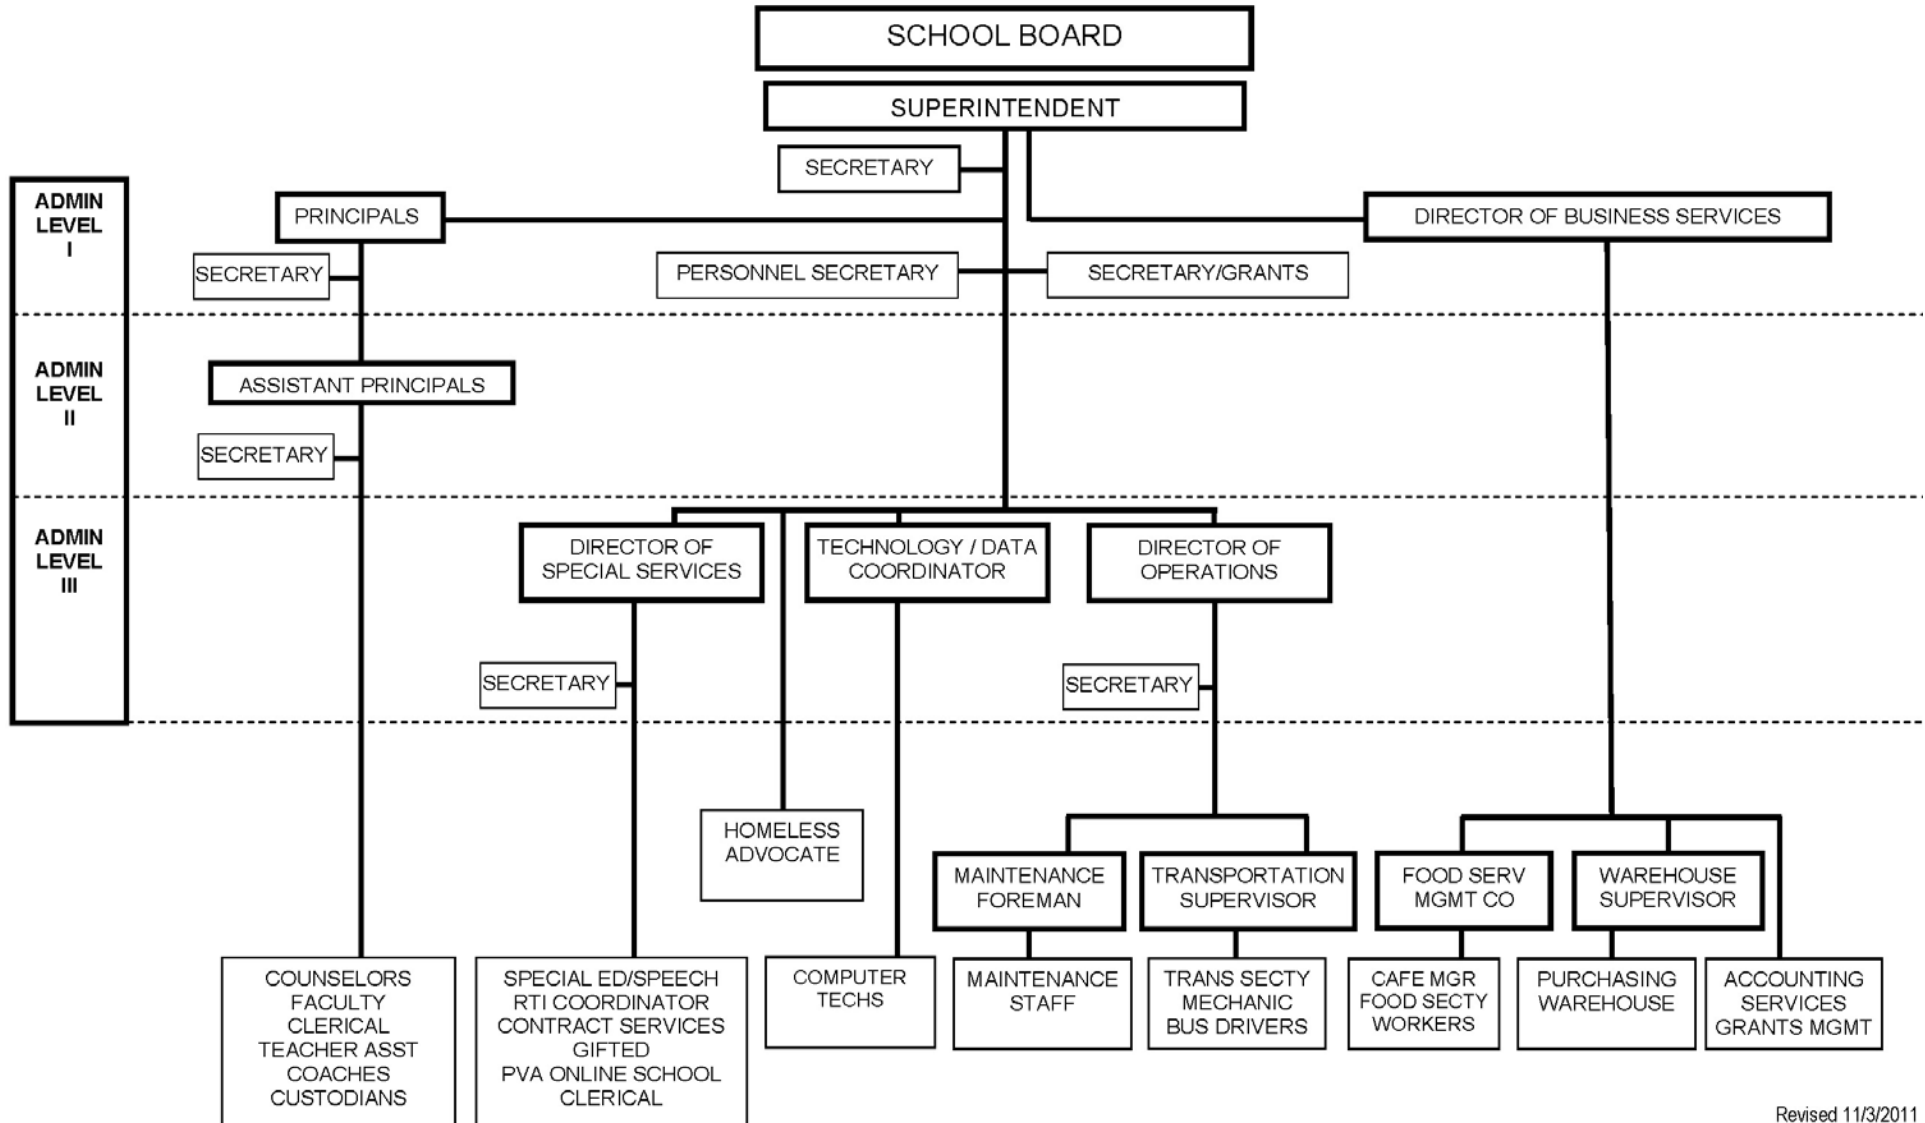 SCHOOL BOARD
SUPERINTENDENT
SECRETARY
ADMIN
LEVEL
I
PRINCIPALS
DIRECTOR OF BUSINESS SERVICES
SECRETARY
PERSONNEL SECRETARY
SECRETARY/GRANTS
ADMIN
LEVEL
II
ASSISTANT PRINCIPALS
SECRETARY
ADMIN
LEVEL
III
DIRECTOR OF
SPECIAL SERVICES
TECHNOLOGY / DATA
COORDINATOR
DIRECTOR OF
OPERATIONS
SECRETARY
SECRETARY
HOMELESS
ADVOCATE
MAINTENANCE
FOREMAN
TRANSPORTATION
SUPERVISOR
FOOD SERV
MGMT CO
WAREHOUSE
SUPERVISOR
COUNSELORS
FACULTY
CLERICAL
TEACHER ASST
COACHES
CUSTODIANS
SPECIAL ED/SPEECH
RTI COORDINATOR
CONTRACT SERVICES
GIFTED
PVA ONLINE SCHOOL
CLERICAL
COMPUTER
TECHS
MAINTENANCE
STAFF
TRANS SECTY
MECHANIC
BUS DRIVERS
CAFE MGR
FOOD SECTY
WORKERS
PURCHASING
WAREHOUSE
ACCOUNTING
SERVICES
GRANTS MGMT
Revised 11/3/2011